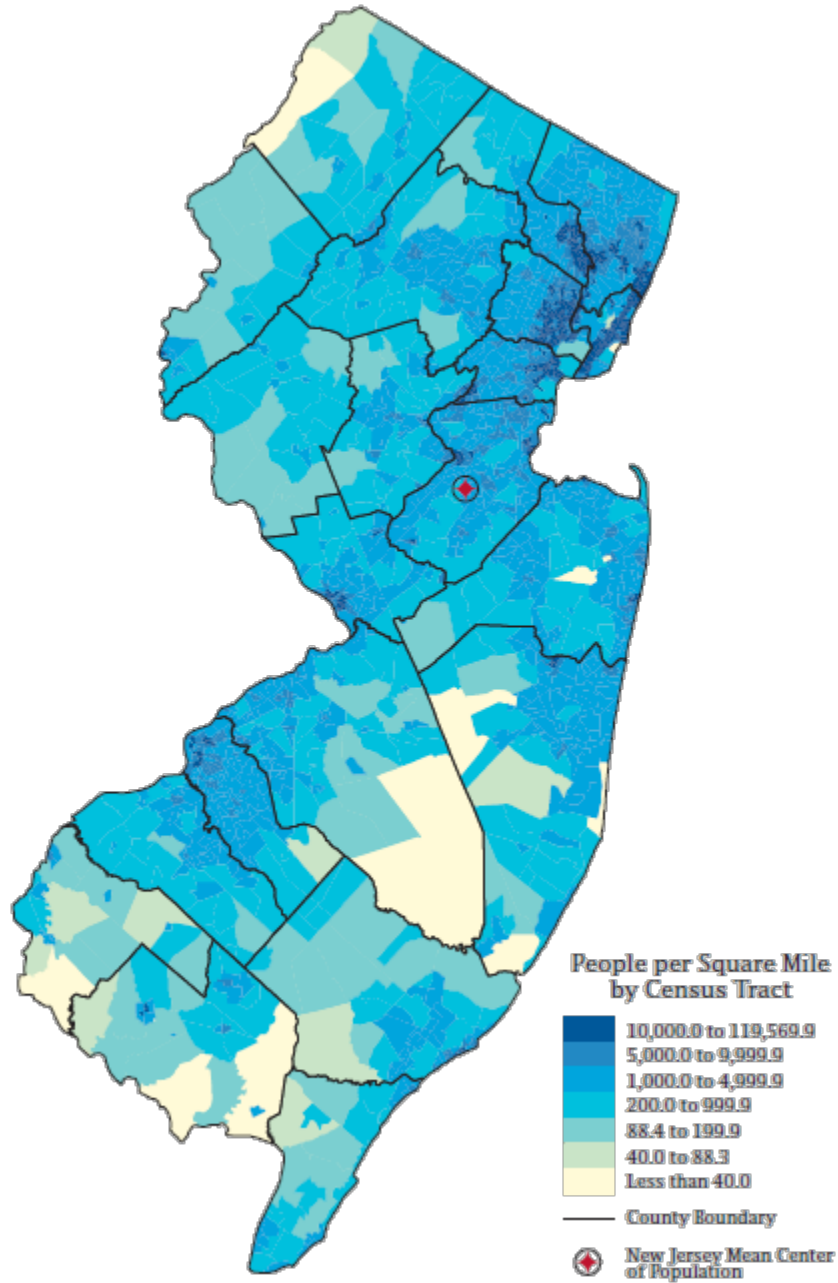 People per Square Mile
by Census Tract
10,000.0 to 119,569.9
5,000.0 to 9,999.9
1,000.0 to 4,999.9
200.0 to 999.9
88.4 to 199.9
40.0 to 88.3
Less than 40.0
County Boundary
New Jersey Mean Center
of Population